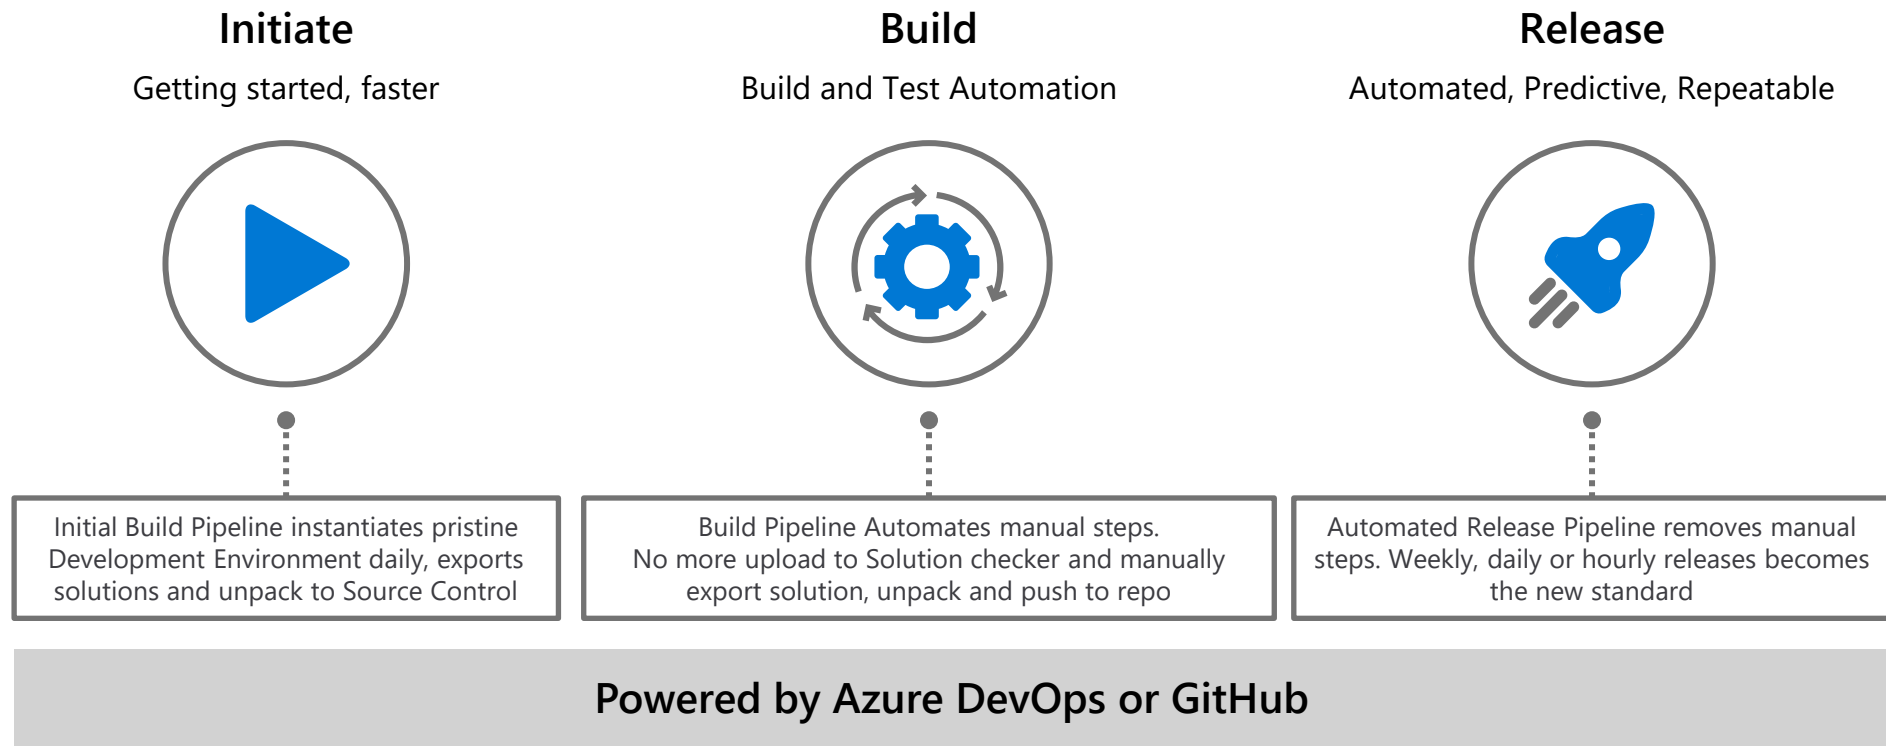 Initiate
Getting started, faster
Initial Build Pipeline instantiates pristine
Development Environment daily, exports
solutions and unpack to Source Control
Build
Build and Test Automation
Build Pipeline Automates manual steps.
No more upload to Solution checker and manually
export solution, unpack and push to repo
Release
Automated, Predictive, Repeatable
Automated Release Pipeline removes manual
steps. Weekly, daily or hourly releases becomes
the new standard
Powered by Azure DevOps or GitHub